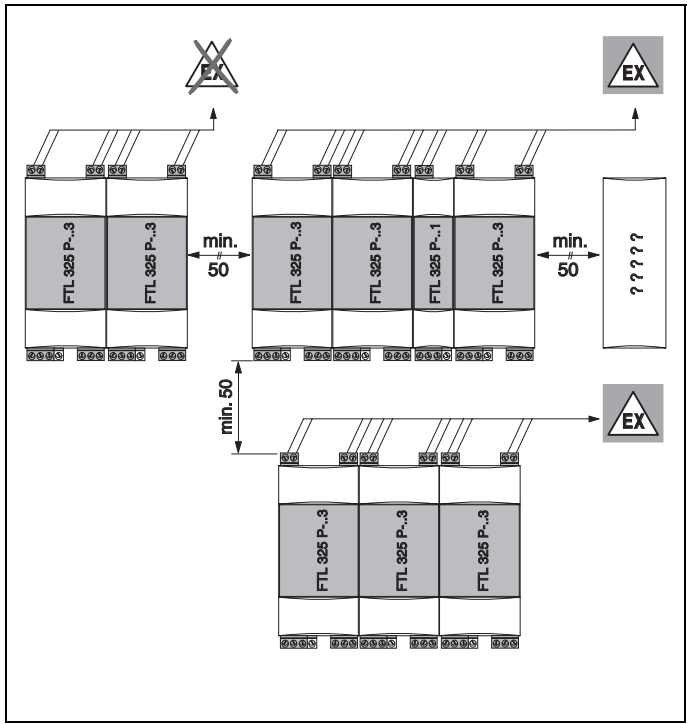 EX
EX
FTL 325 P-..3
FTL 325 P-..3
min.
50
FTL 325 P-..3
FTL 325 P-..3
FTL 325 P-..1
FTL 325 P-..3
min.
50
? ? ? ? ?
min. 50
EX
FTL 325 P-..3
FTL 325 P-..3
FTL 325 P-..3